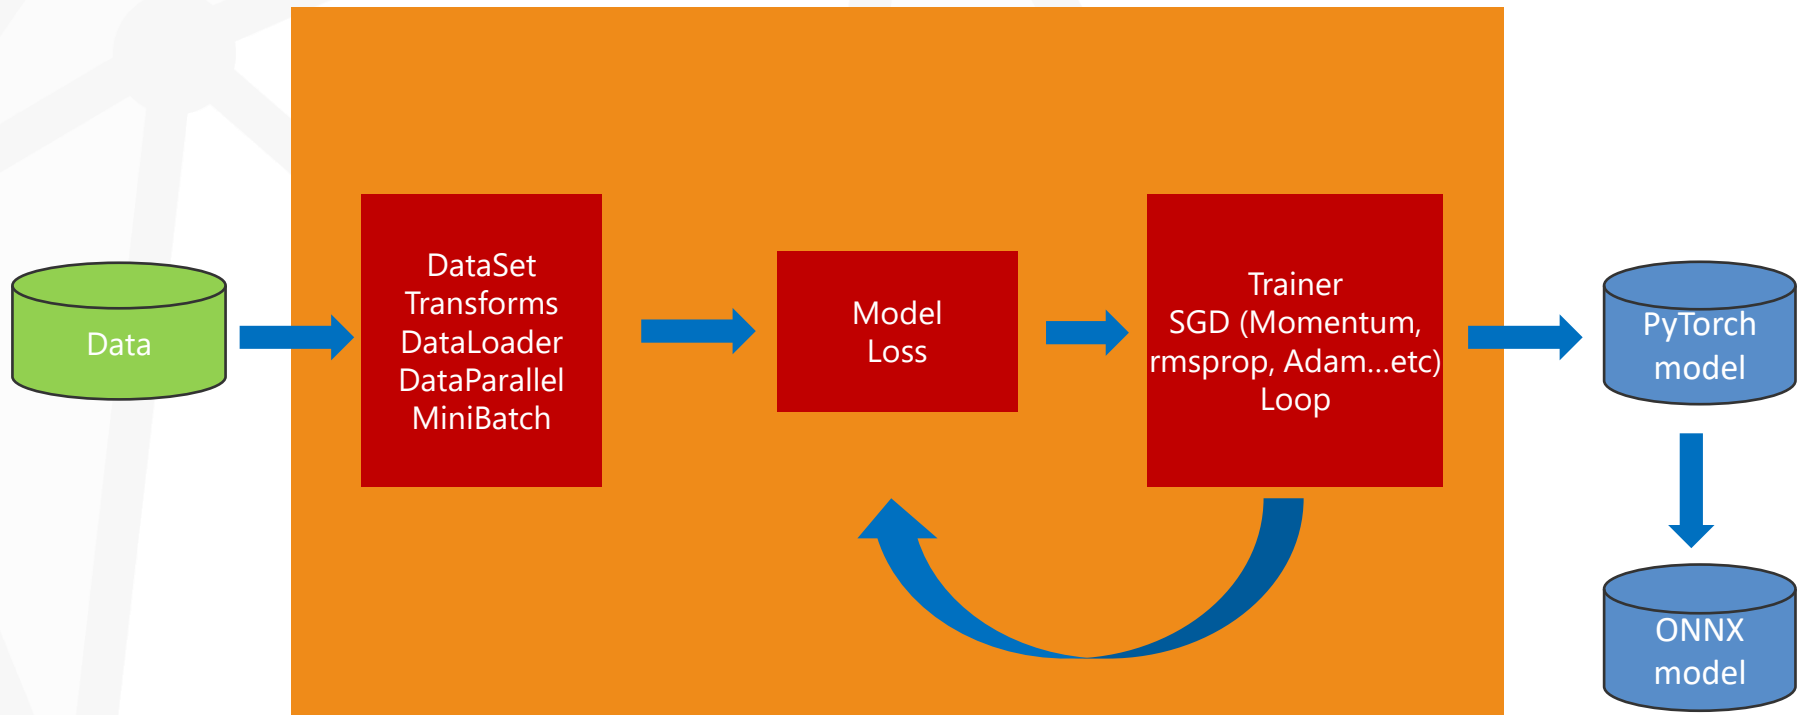 Data
DataSet
Transforms
DataLoader
DataParallel
MiniBatch
Model
Loss
Trainer
SGD (Momentum,
rmsprop, Adam...etc)
Loop
PyTorch
model
ONNX
model